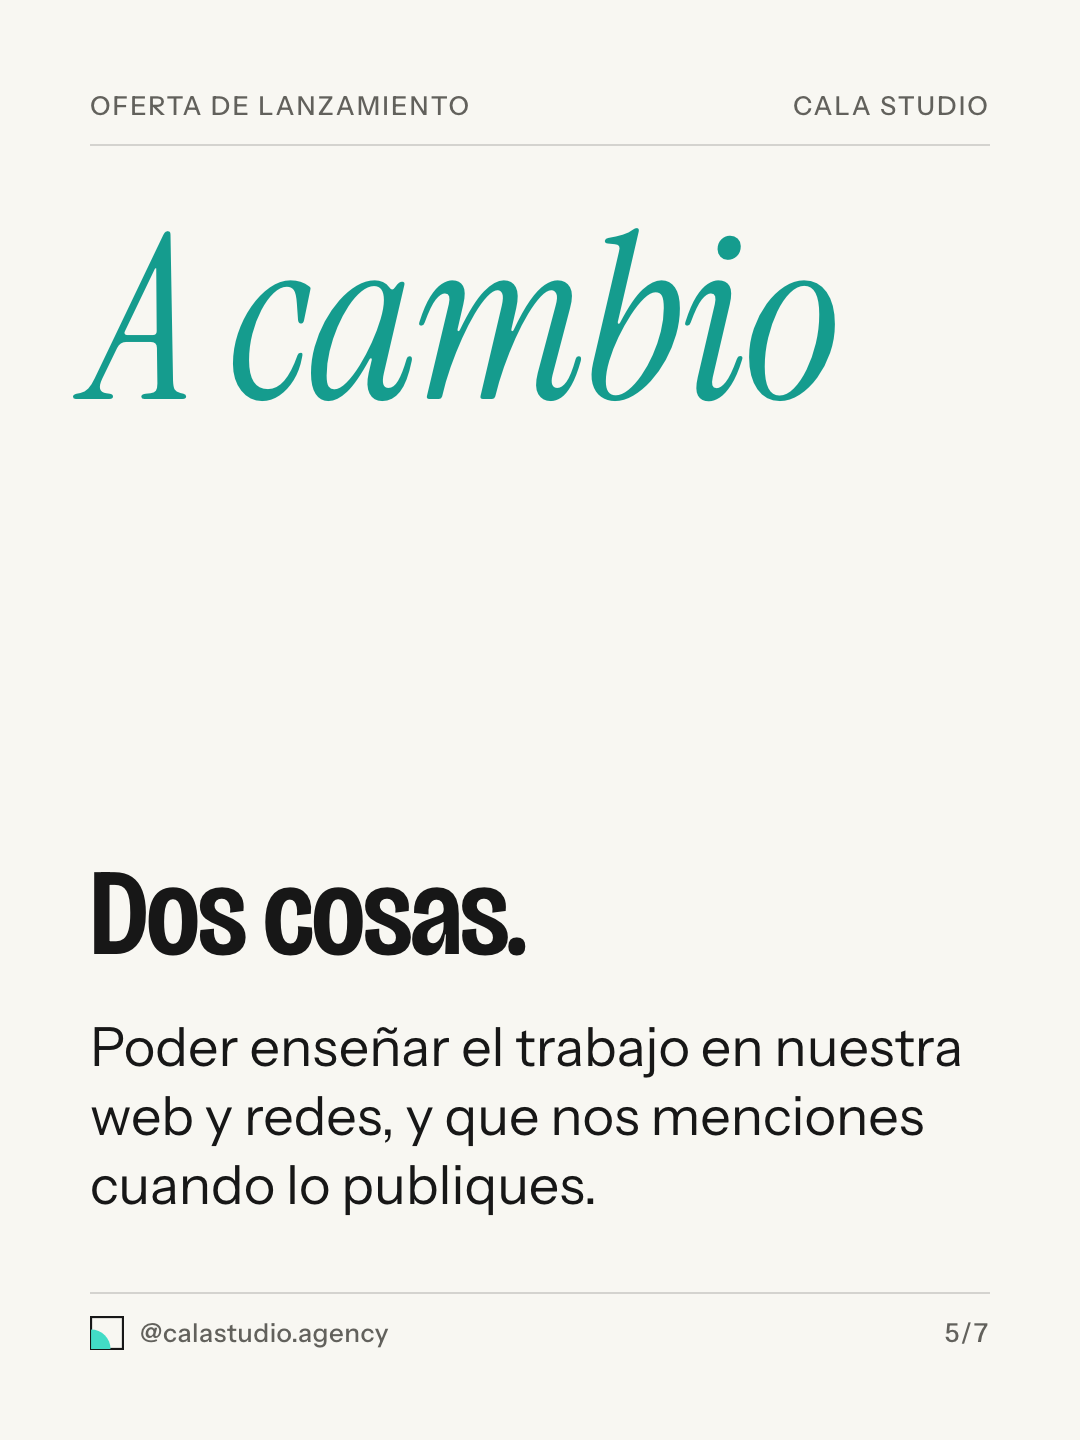 OFERTA DE LANZAMIENTO
CALA STUDIO
A cambio
Dos cosas.
Poder enseñar el trabajo en nuestra
web y redes, y que nos menciones
cuando lo publiques.
@calastudio.agency
5/7